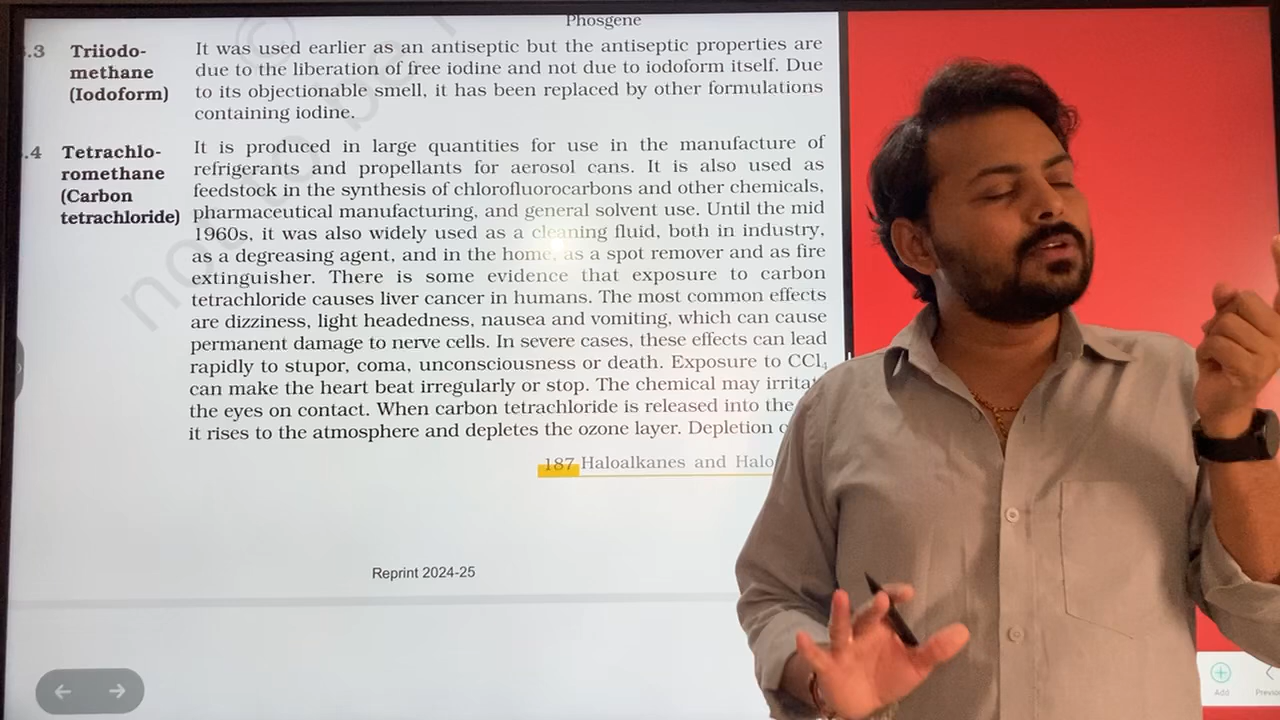 Phosgene
.3 Triiodo-
methane
(Iodoform)
It was used earlier as an antiseptic but the antiseptic properties are
due to the liberation of free iodine and not due to iodoform itself. Due
to its objectionable smell, it has been replaced by other formulations
containing iodine.
.4 Tetrachlo-
romethane
(Carbon
tetrachloride)
It is produced in large quantities for use in the manufacture of
refrigerants and propellants for aerosol cans. It is also used as
feedstock in the synthesis of chlorofluorocarbons and other chemicals,
pharmaceutical manufacturing, and general solvent use. Until the mid
1960s, it was also widely used as a cleaning fluid, both in industry,
as a degreasing agent, and in the home, as a spot remover and as fire
extinguisher. There is some evidence that exposure to carbon
tetrachloride causes liver cancer in humans. The most common effects
are dizziness, light headedness, nausea and vomiting, which can cause
permanent damage to nerve cells. In severe cases, these effects can lead
rapidly to stupor, coma, unconsciousness or death. Exposure to CCl₄
can make the heart beat irregularly or stop. The chemical may irritat
the eyes on contact. When carbon tetrachloride is released into the
it rises to the atmosphere and depletes the ozone layer. Depletion
187 Haloalkanes and Halo
Reprint 2024-25
Add
Previo